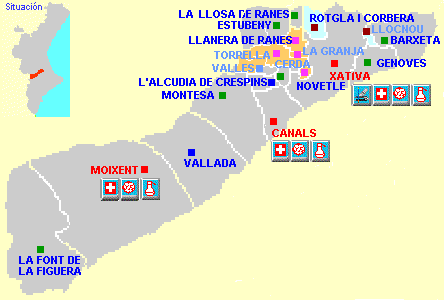 Situación
LA LLOSA DE RANES
ROTGLA I CORBERA
ESTUBENY
LLOCNOU
LLANERA DE RANES
BARXETA
TORRELLA
LA GRANJA
VALLES
CERDA
GENOVES
XATIVA
L'ALCUDIA DE CRESPINS
NOVETLE
MONTESA
CANALS
VALLADA
MOIXENT
LA FONT DE
LA FIGUERA